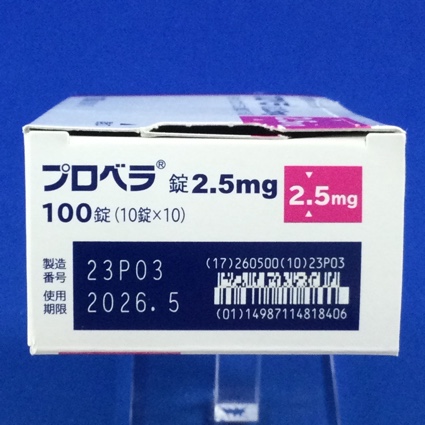 プロベラ® 錠 2.5mg
2.5mg
100錠 (10錠×10)
製造番号 23P03
使用期限 2026.5
(17)260500(10)23P03
(01)14987114818406